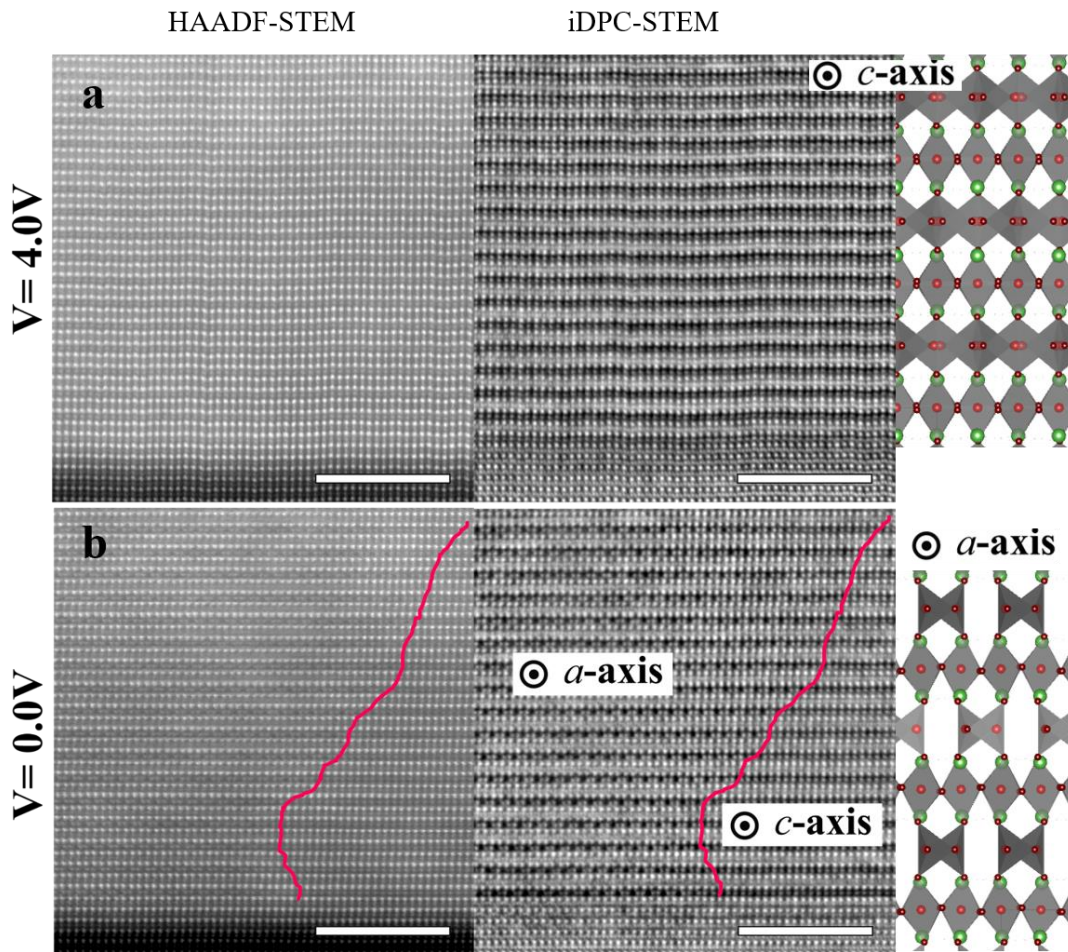 HAADF-STEM iDPC-STEM
a
c-axis
V= 4.0V
b
a-axis
a-axis
c-axis
V= 0.0V